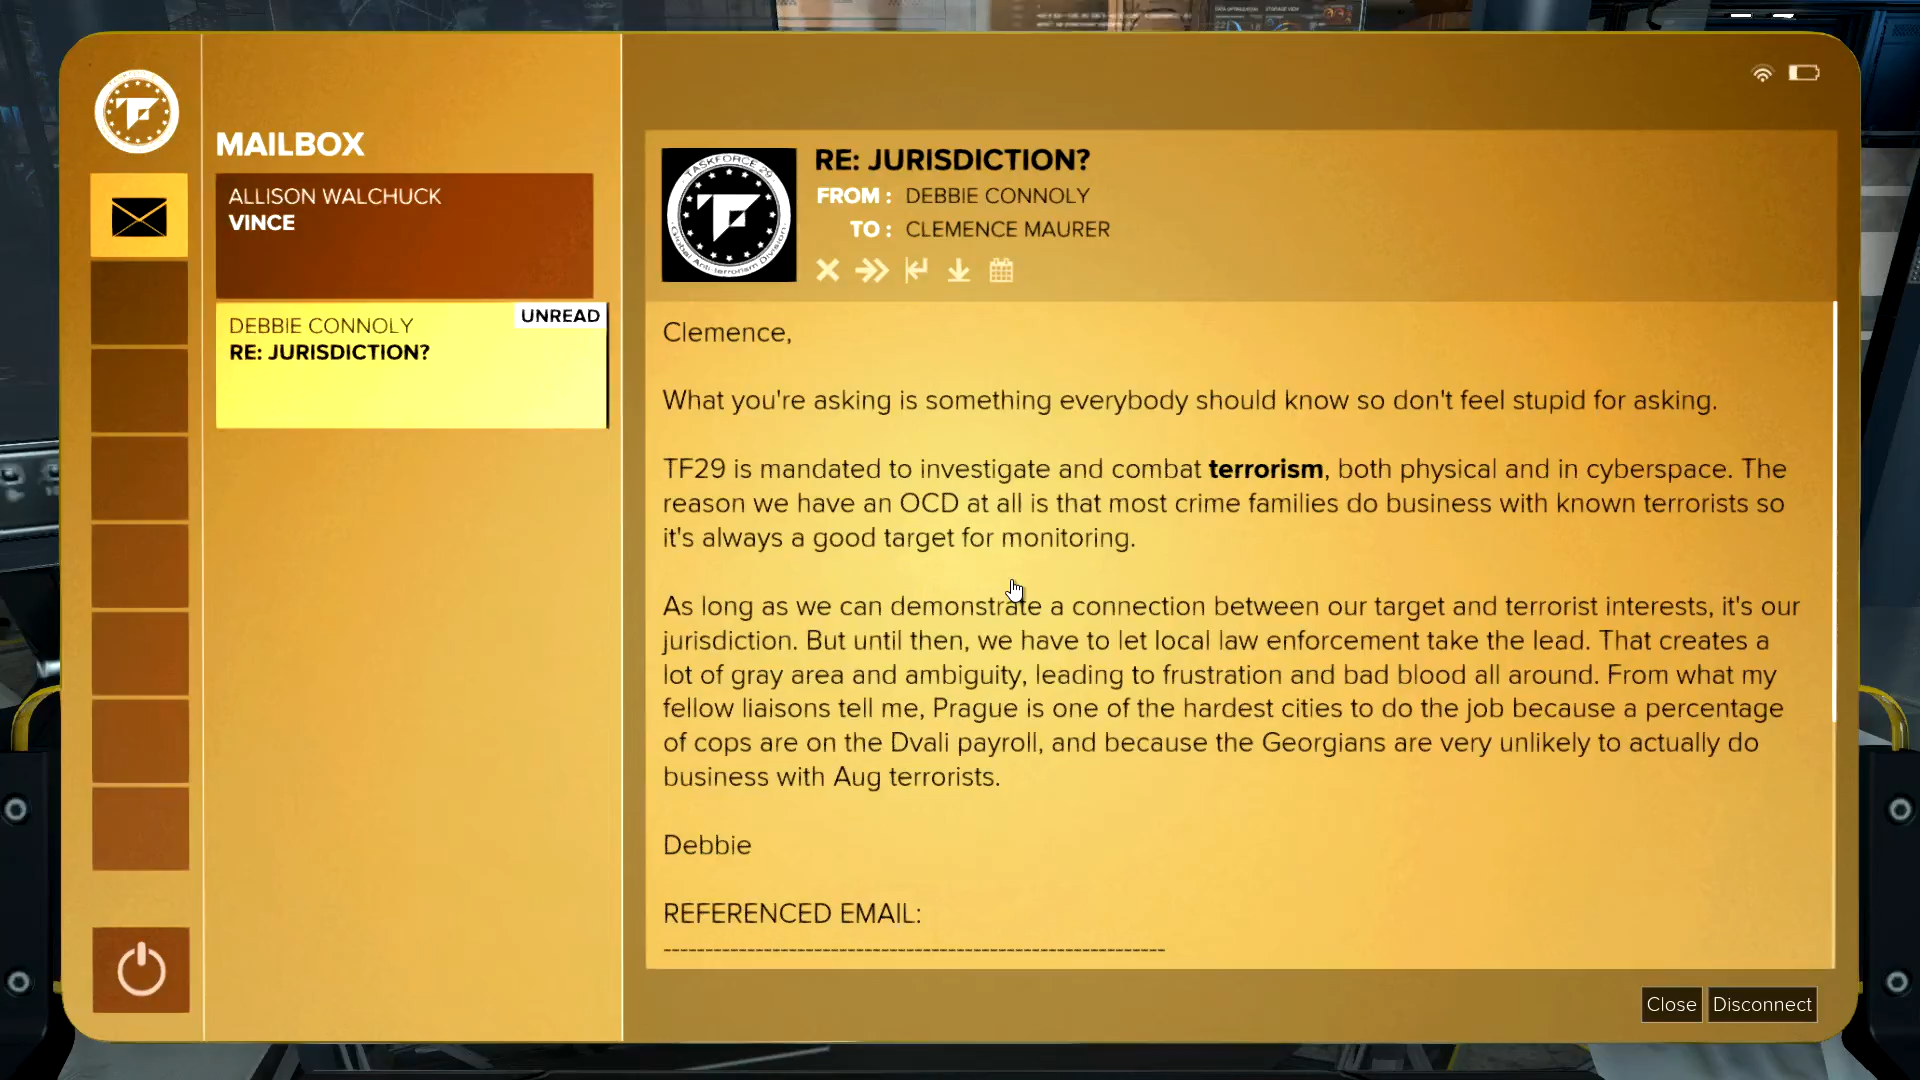 MAILBOX
ALLISON WALCHUCK
VINCE
DEBBIE CONNOLY
UNREAD
RE: JURISDICTION?
TASKFORCE 29
Global Anti-terrorism Division
RE: JURISDICTION?
FROM : DEBBIE CONNOLY
TO : CLEMENCE MAURER
Clemence,
What you're asking is something everybody should know so don't feel stupid for asking.
TF29 is mandated to investigate and combat terrorism, both physical and in cyberspace. The
reason we have an OCD at all is that most crime families do business with known terrorists so
it's always a good target for monitoring.
As long as we can demonstrate a connection between our target and terrorist interests, it's our
jurisdiction. But until then, we have to let local law enforcement take the lead. That creates a
lot of gray area and ambiguity, leading to frustration and bad blood all around. From what my
fellow liaisons tell me, Prague is one of the hardest cities to do the job because a percentage
of cops are on the Dvali payroll, and because the Georgians are very unlikely to actually do
business with Aug terrorists.
Debbie
REFERENCED EMAIL:
------------------------------------------------------------
Close Disconnect